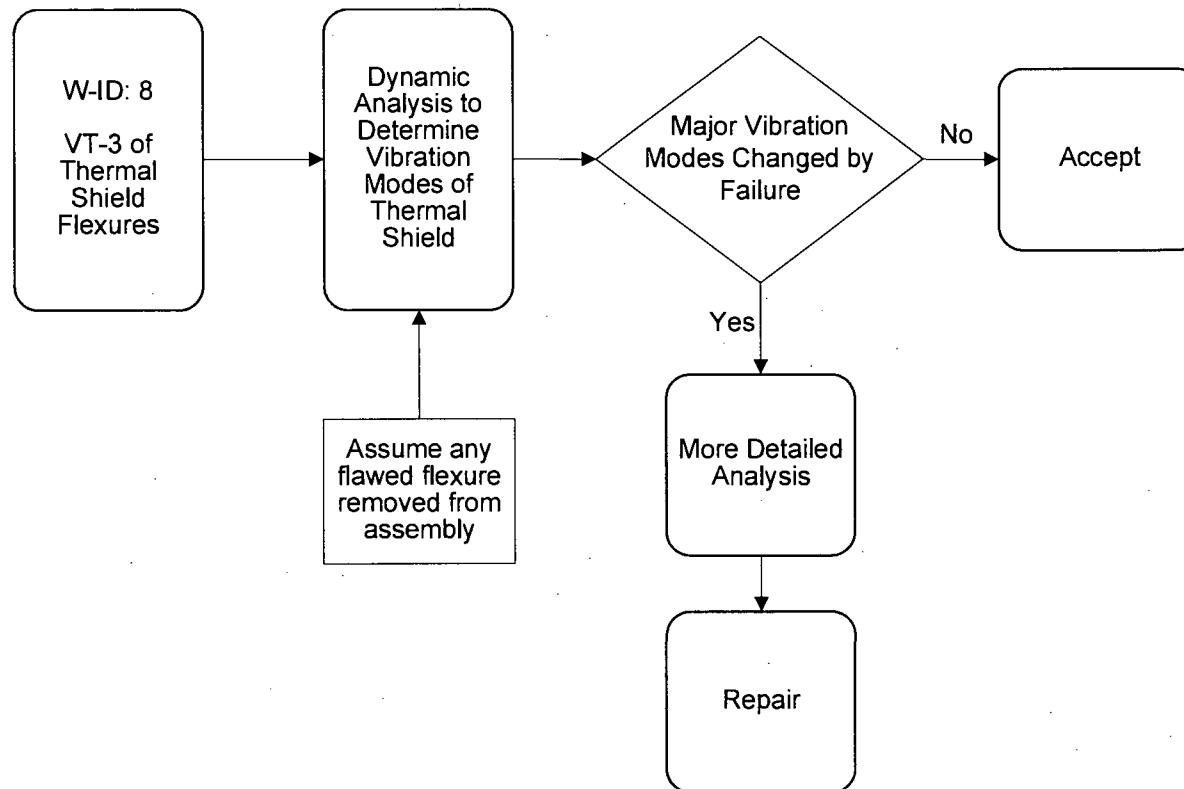 W-ID: 8
VT-3 of
Thermal
Shield
Flexures
Dynamic
Analysis to
Determine
Vibration
Modes of
Thermal
Shield
Major Vibration
Modes Changed by
Failure
No
Accept
Yes
Assume any
flawed flexure
removed from
assembly
More Detailed
Analysis
Repair